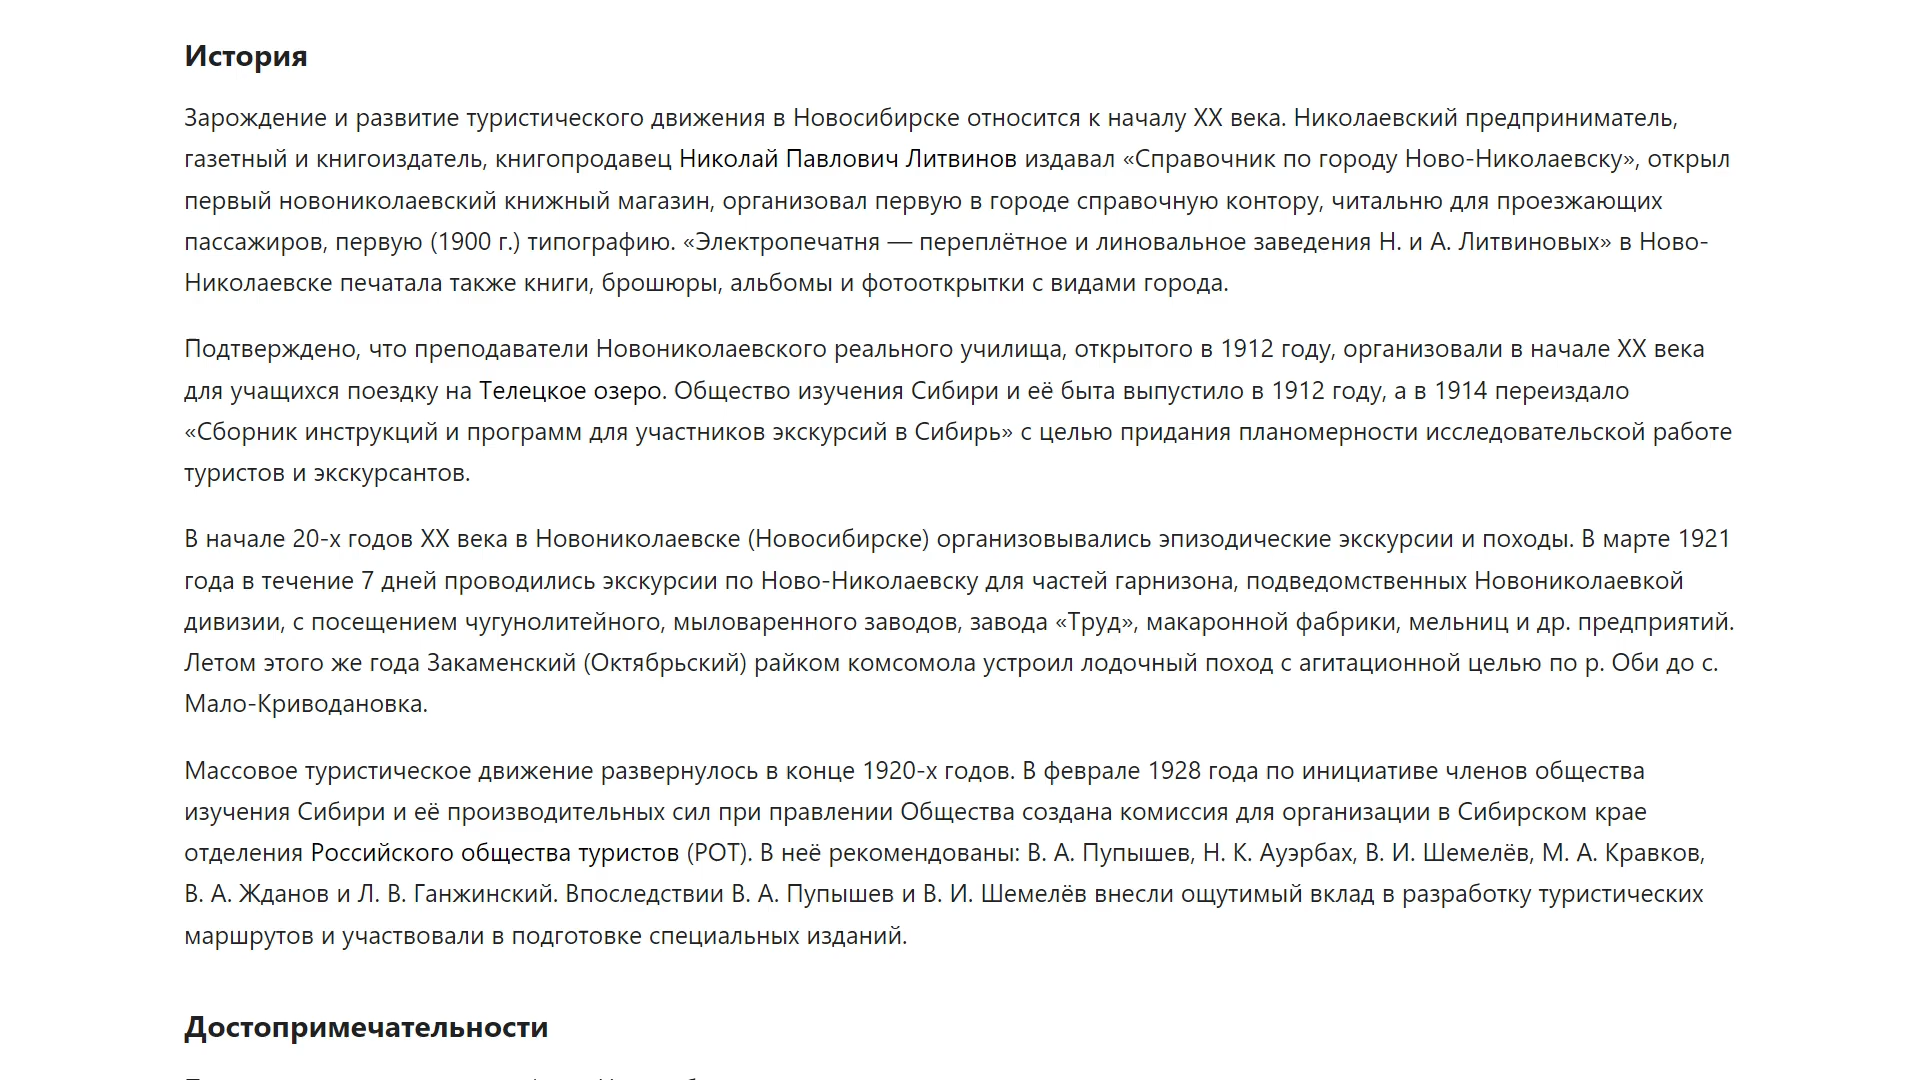 История
Зарождение и развитие туристического движения в Новосибирске относится к началу XX века. Николаевский предприниматель,
газетный и книгоиздатель, книгопродавец Николай Павлович Литвинов издавал «Справочник по городу Ново-Николаевску», открыл
первый новониколаевский книжный магазин, организовал первую в городе справочную контору, читальню для проезжающих
пассажиров, первую (1900 г.) типографию. «Электропечатня — переплётное и линовальное заведения Н. и А. Литвиновых» в Ново-
Николаевске печатала также книги, брошюры, альбомы и фотооткрытки с видами города.
Подтверждено, что преподаватели Новониколаевского реального училища, открытого в 1912 году, организовали в начале XX века
для учащихся поездку на Телецкое озеро. Общество изучения Сибири и её быта выпустило в 1912 году, а в 1914 переиздало
«Сборник инструкций и программ для участников экскурсий в Сибирь» с целью придания планомерности исследовательской работе
туристов и экскурсантов.
В начале 20-х годов XX века в Новониколаевске (Новосибирске) организовывались эпизодические экскурсии и походы. В марте 1921
года в течение 7 дней проводились экскурсии по Ново-Николаевску для частей гарнизона, подведомственных Новониколаевкой
дивизии, с посещением чугунолитейного, мыловаренного заводов, завода «Труд», макаронной фабрики, мельниц и др. предприятий.
Летом этого же года Закаменский (Октябрьский) райком комсомола устроил лодочный поход с агитационной целью по р. Оби до с.
Мало-Криводановка.
Массовое туристическое движение развернулось в конце 1920-х годов. В феврале 1928 года по инициативе членов общества
изучения Сибири и её производительных сил при правлении Общества создана комиссия для организации в Сибирском крае
отделения Российского общества туристов (РОТ). В неё рекомендованы: В. А. Пупышев, Н. К. Ауэрбах, В. И. Шемелёв, М. А. Кравков,
В. А. Жданов и Л. В. Ганжинский. Впоследствии В. А. Пупышев и В. И. Шемелёв внесли ощутимый вклад в разработку туристических
маршрутов и участвовали в подготовке специальных изданий.
Достопримечательности